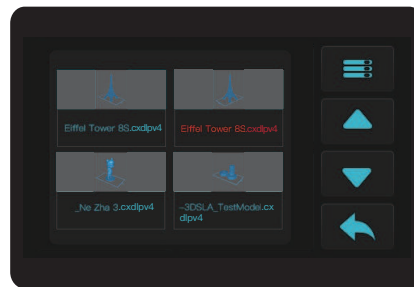 Eiffel Tower 8S.cxdlpv4
Eiffel Tower 8S.cxdlpv4
_Ne Zha 3.cxdlpv4
-3DSLA_TestModel.cx
dlpv4